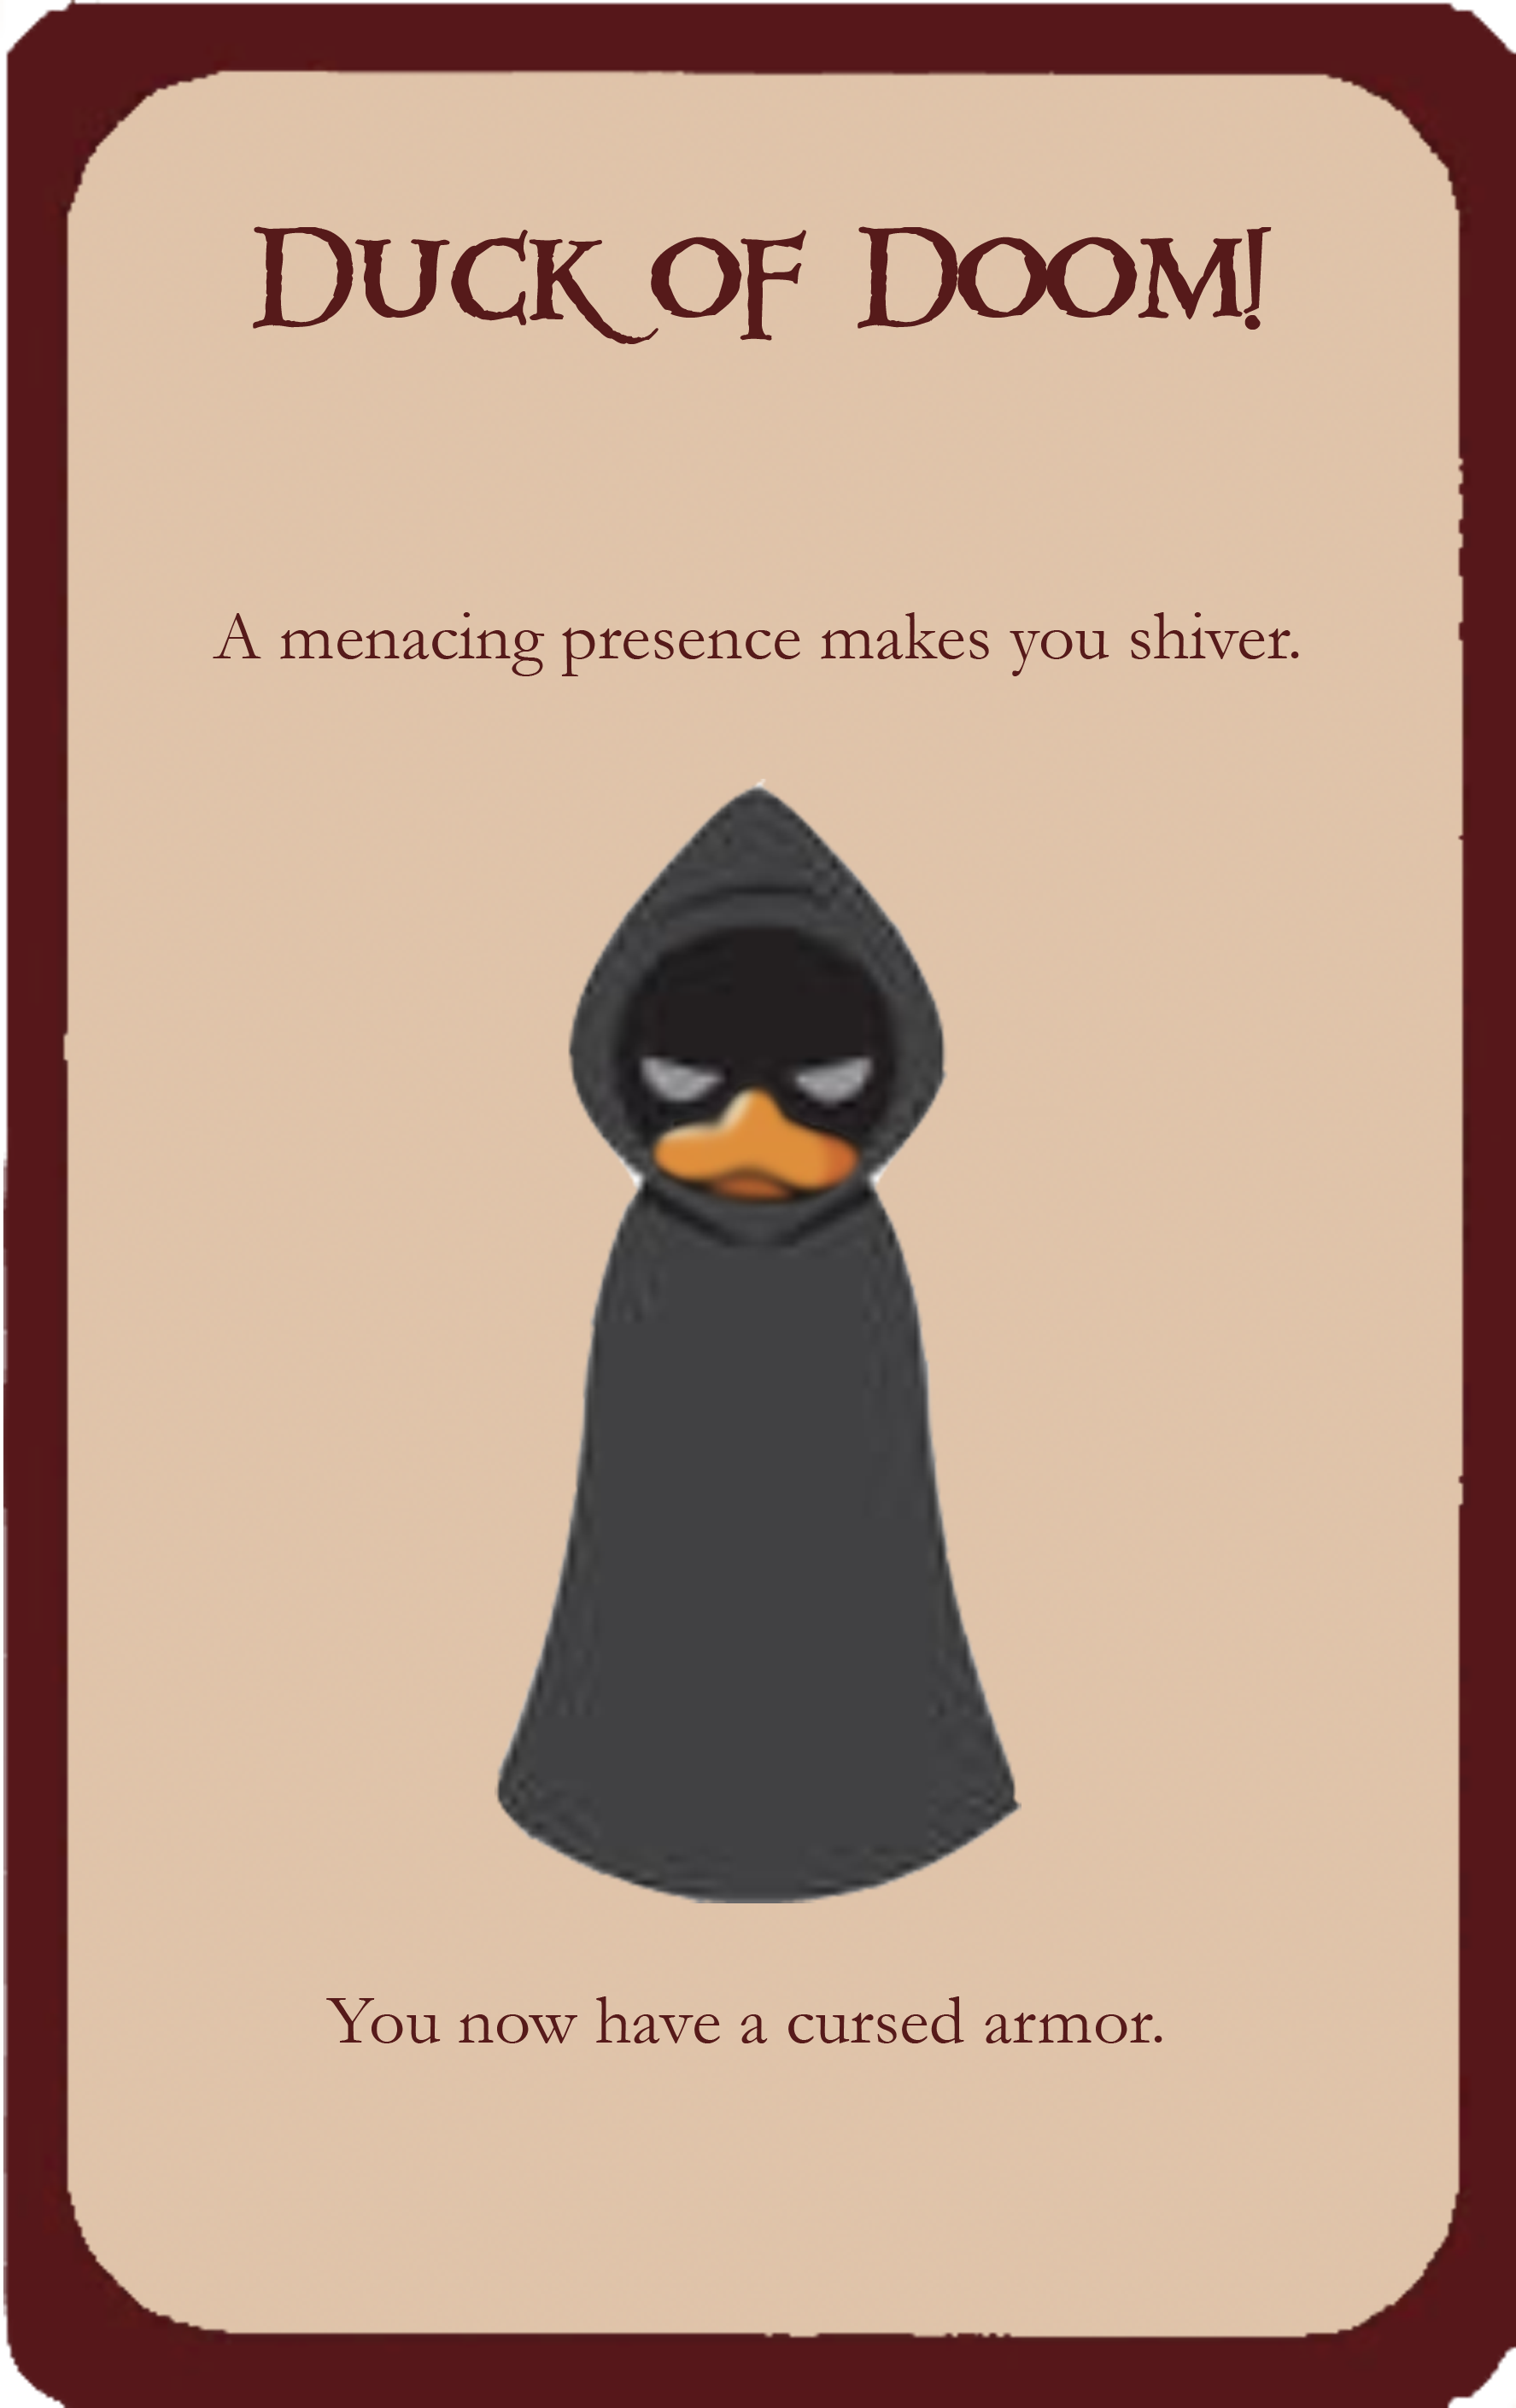 Duck of Doom!
A menacing presence makes you shiver.
You now have a cursed armor.